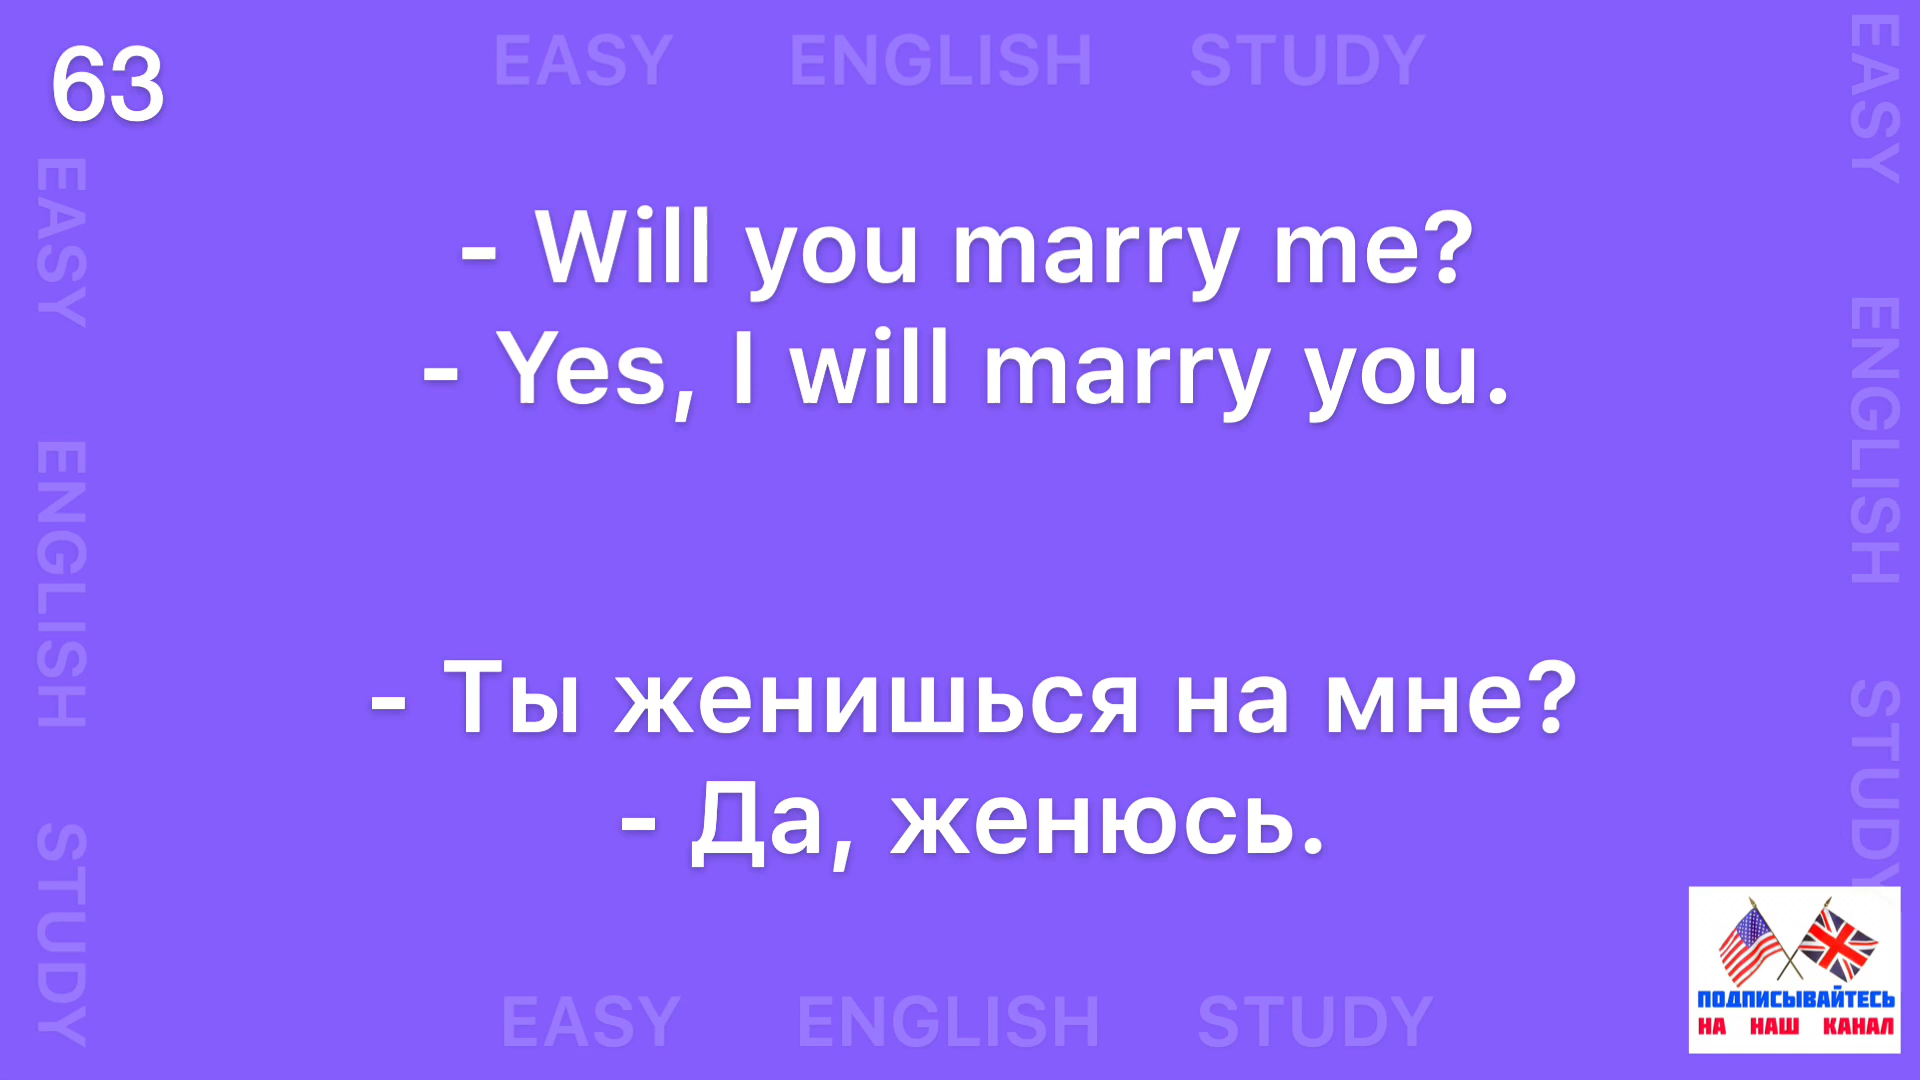 63
EASY ENGLISH STUDY
EASY ENGLISH STUDY
EASY ENGLISH STUDY
- Will you marry me?
- Yes, I will marry you.
- Ты женишься на мне?
- Да, женюсь.
EASY ENGLISH STUDY
ПОДПИСЫВАЙТЕСЬ
НА НАШ КАНАЛ